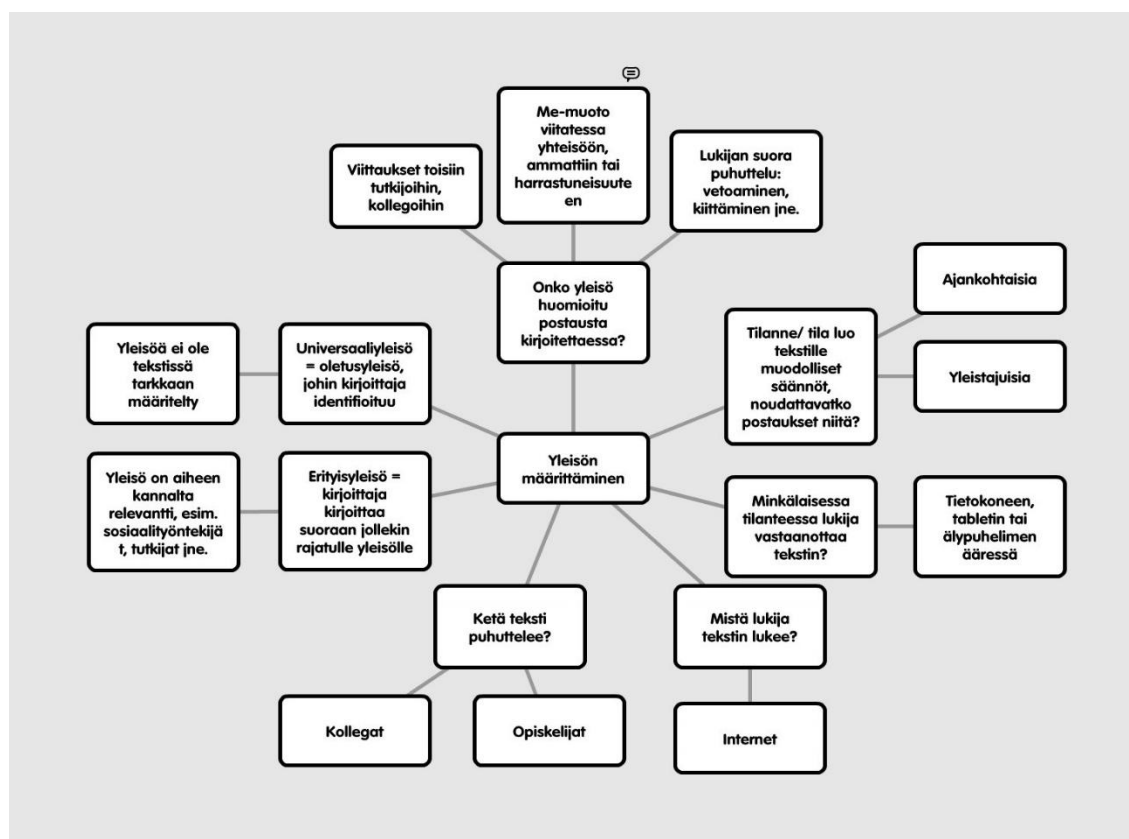 Me-muoto
viitatessa
yhteisöön,
ammattiin tai
harrastuneisuute
en
Viittaukset toisiin
tutkijoihin,
kollegoihin
Lukijan suora
puhuttelu:
vetoaminen,
kiittäminen jne.
Onko yleisö
huomioitu
postausta
kirjoitettaessa?
Ajankohtaisia
Tilanne/ tila luo
tekstille
muodolliset
säännöt,
noudattavatko
postaukset niitä?
Yleistajuisia
Yleisöä ei ole
tekstissä
tarkkaan
määritelty
Universaaliyleisö
= oletusyleisö,
johin kirjoittaja
identifioituu
Yleisön
määrittäminen
Yleisö on aiheen
kannalta
relevantti, esim.
sosiaalityöntekijä
t, tutkijat jne.
Erityisyleisö =
kirjoittaja
kirjoittaa
suoraan jollekin
rajatulle yleisölle
Minkälaisessa
tilanteessa lukija
vastaanottaa
tekstin?
Tietokoneen,
tabletin tai
älypuhelimen
ääressä
Ketä teksti
puhuttelee?
Mistä lukija
tekstin lukee?
Kollegat
Opiskelijat
Internet